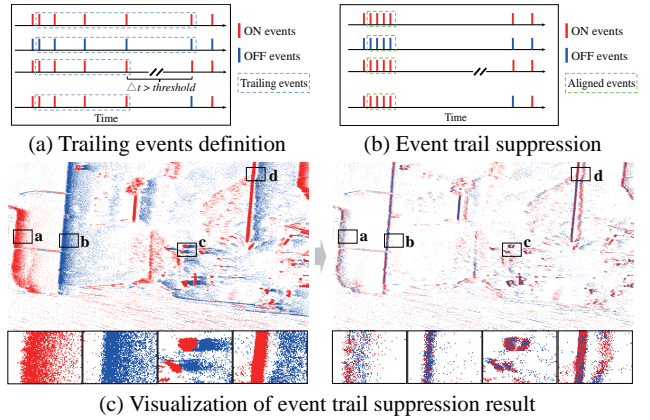 ON events
OFF events
Trailing events
△t > threshold
Time
(a) Trailing events definition
ON events
OFF events
Aligned events
Time
(b) Event trail suppression
a
b
c
d
a
b
c
d
(c) Visualization of event trail suppression result